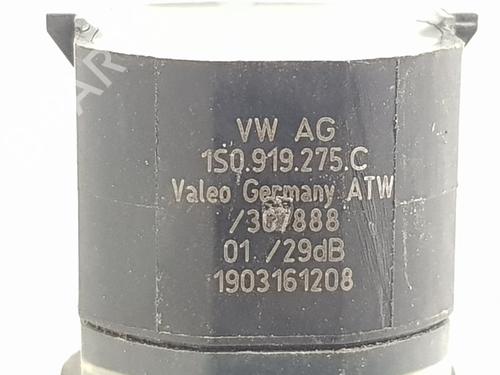 VW AG
1S0.919.275.C
Valeo Germany ATW
01 /29dB
1903161208